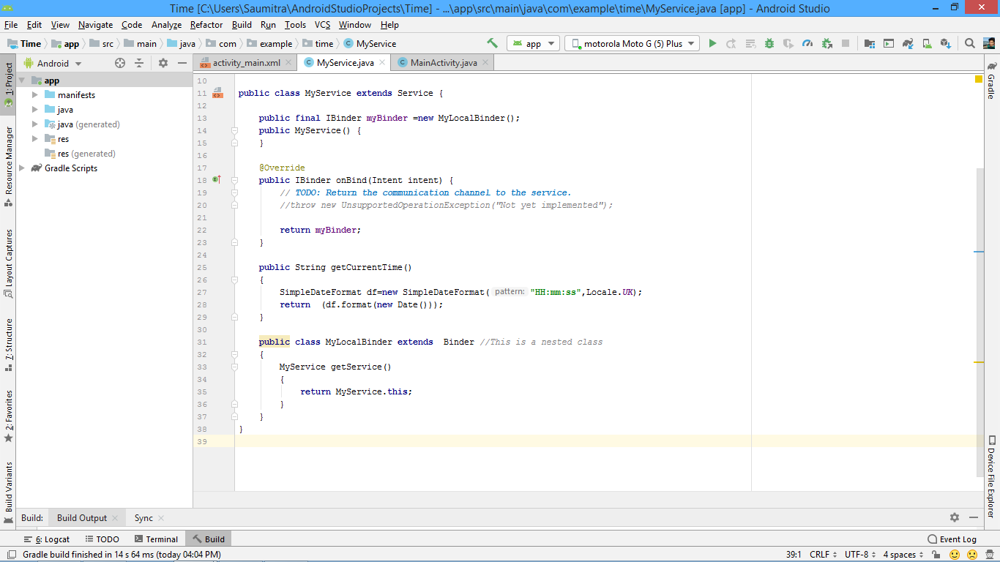 Time [C:\Users\Saumitra\AndroidStudioProjects\Time] - ...\app\src\main\java\com\example\time\MyService.java [app] - Android Studio
File Edit View Navigate Code Analyze Refactor Build Run Tools VCS Window Help
Time app src main java com example time MyService app motorola Moto G (5) Plus
1: Project
Resource Manager
Layout Captures
7: Structure
2: Favorites
Build Variants
Android
app
manifests
java
java (generated)
res
res (generated)
Gradle Scripts
activity_main.xml MyService.java MainActivity.java
10
11 public class MyService extends Service {
12
13 public final IBinder myBinder =new MyLocalBinder();
14 public MyService() {
15 }
16
17 @Override
18 public IBinder onBind(Intent intent) {
19 // TODO: Return the communication channel to the service.
20 //throw new UnsupportedOperationException("Not yet implemented");
21
22 return myBinder;
23 }
24
25 public String getCurrentTime()
26 {
27 SimpleDateFormat df=new SimpleDateFormat( pattern: "HH:mm:ss",Locale.UK);
28 return (df.format(new Date()));
29 }
30
31 public class MyLocalBinder extends Binder //This is a nested class
32 {
33 MyService getService()
34 {
35 return MyService.this;
36 }
37 }
38 }
39
Gradle
Device File Explorer
Build: Build Output Sync
6: Logcat TODO Terminal Build Event Log
Gradle build finished in 14 s 64 ms (today 04:04 PM) 39:1 CRLF UTF-8 4 spaces